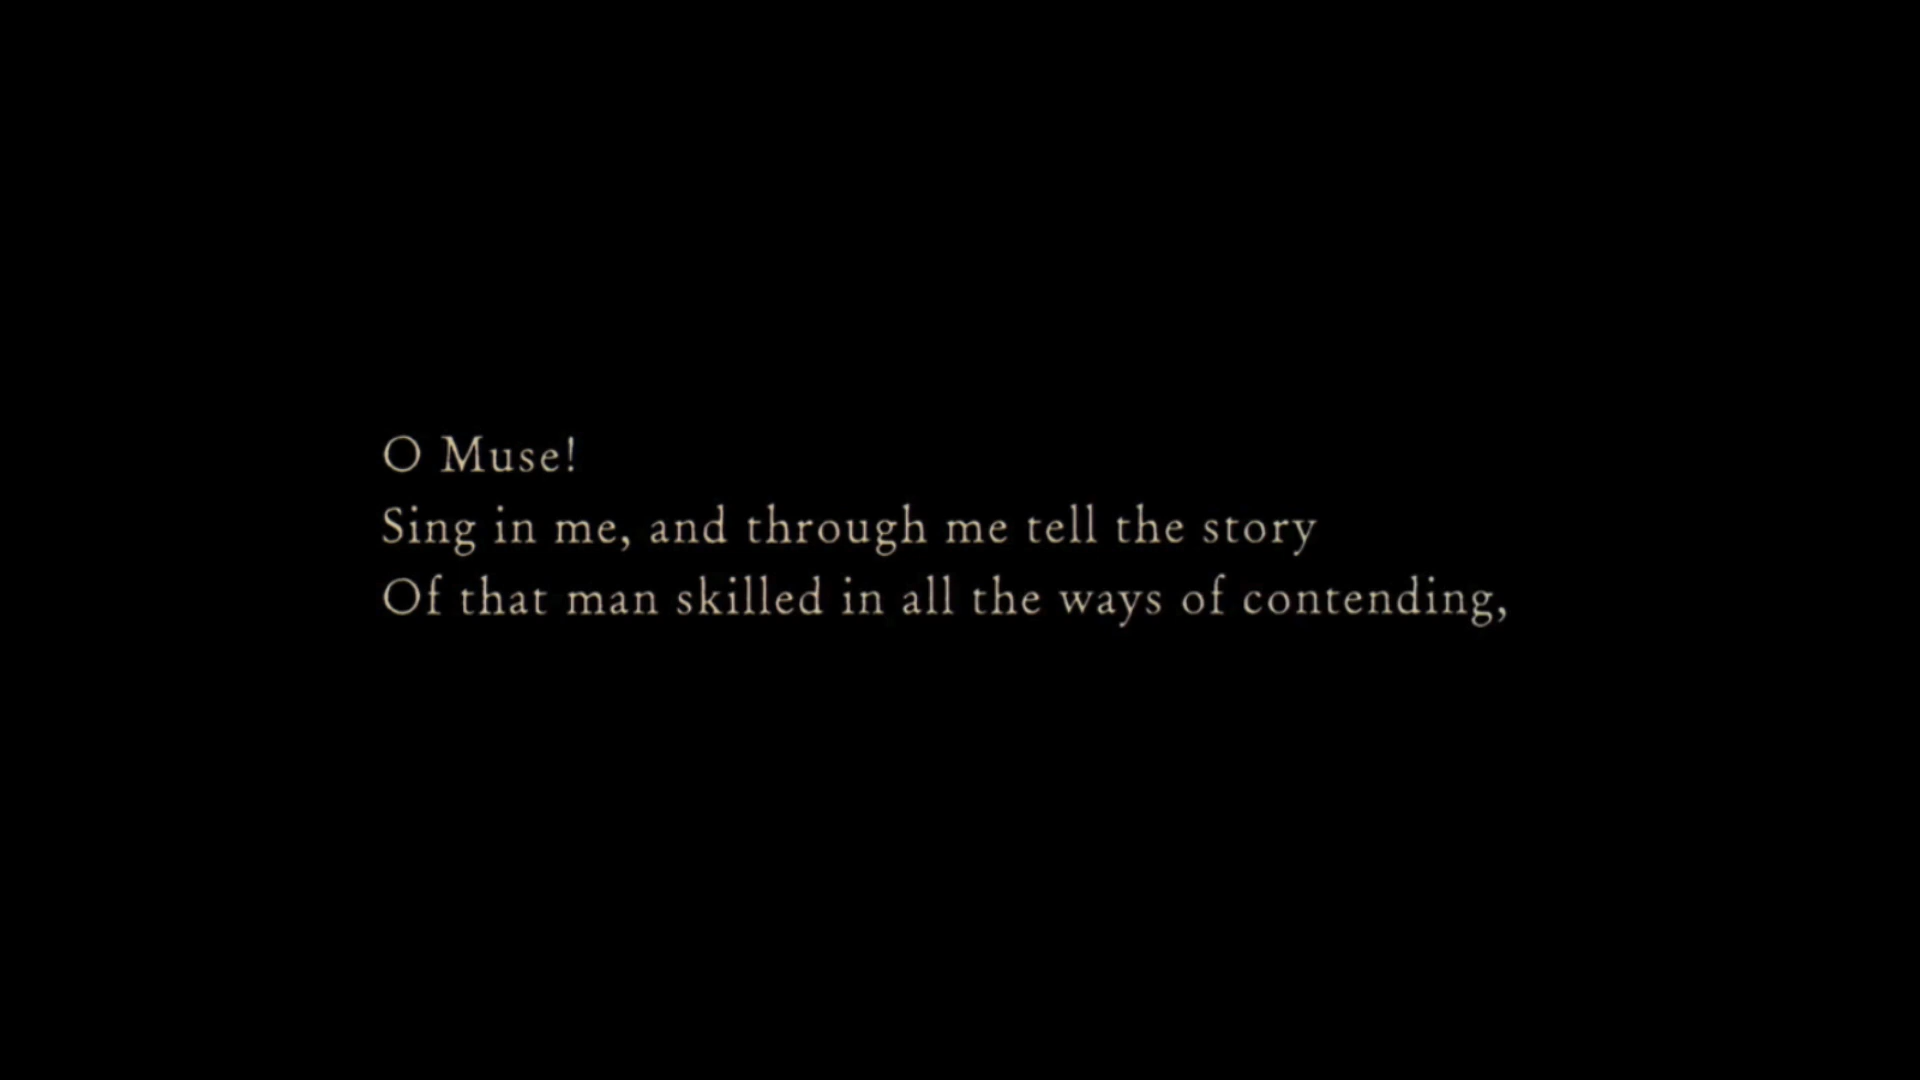 O Muse!
Sing in me, and through me tell the story
Of that man skilled in all the ways of contending,